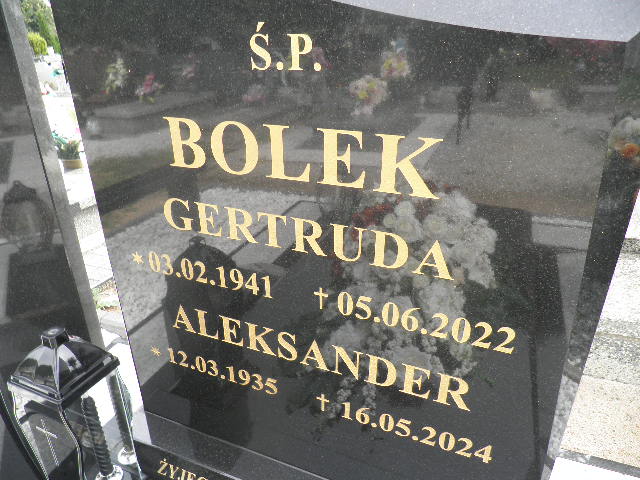 Ś.P.
BOLEK
GERTRUDA
* 03.02.1941 † 05.06.2022
ALEKSANDER
* 12.03.1935 † 16.05.2024